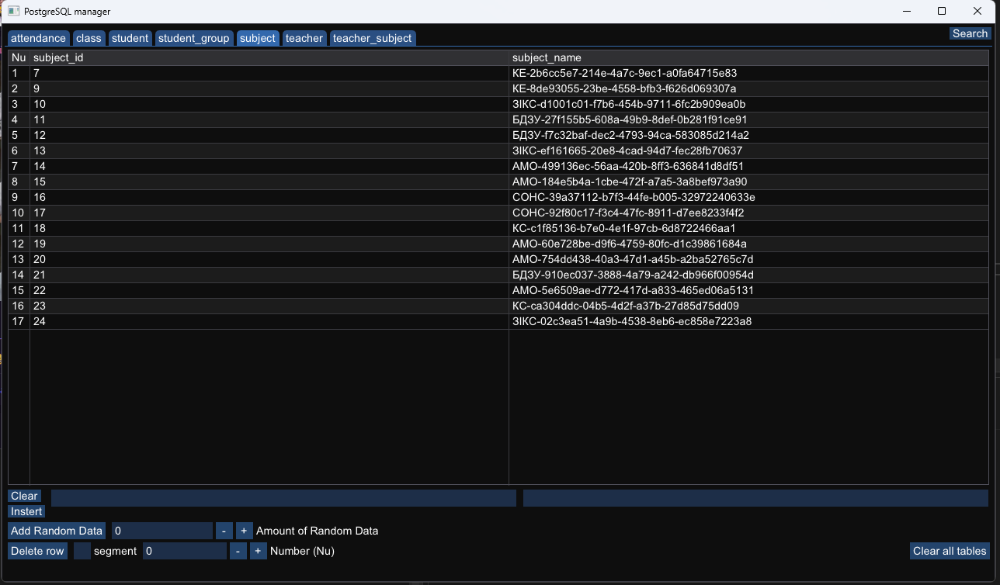 PostgreSQL manager
attendance class student student_group subject teacher teacher_subject Search
Nu subject_id subject_name
1 7 КЕ-2b6cc5e7-214e-4a7c-9ec1-a0fa64715e83
2 9 КЕ-8de93055-23be-4558-bfb3-f626d069307a
3 10 ЗІКС-d1001c01-f7b6-454b-9711-6fc2b909ea0b
4 11 БДЗУ-27f155b5-608a-49b9-8def-0b281f91ce91
5 12 БДЗУ-f7c32baf-dec2-4793-94ca-583085d214a2
6 13 ЗІКС-ef161665-20e8-4cad-94d7-fec28fb70637
7 14 АМО-499136ec-56aa-420b-8ff3-636841d8df51
8 15 АМО-184e5b4a-1cbe-472f-a7a5-3a8bef973a90
9 16 СОНС-39a37112-b7f3-44fe-b005-32972240633e
10 17 СОНС-92f80c17-f3c4-47fc-8911-d7ee8233f4f2
11 18 КС-c1f85136-b7e0-4e1f-97cb-6d8722466aa1
12 19 АМО-60e728be-d9f6-4759-80fc-d1c39861684a
13 20 АМО-754dd438-40a3-47d1-a45b-a2ba52765c7d
14 21 БДЗУ-910ec037-3888-4a79-a242-db966f00954d
15 22 АМО-5e6509ae-d772-417d-a833-465ed06a5131
16 23 КС-ca304ddc-04b5-4d2f-a37b-27d85d75dd09
17 24 ЗІКС-02c3ea51-4a9b-4538-8eb6-ec858e7223a8
Clear
Instert
Add Random Data 0 - + Amount of Random Data
Delete row segment 0 - + Number (Nu) Clear all tables